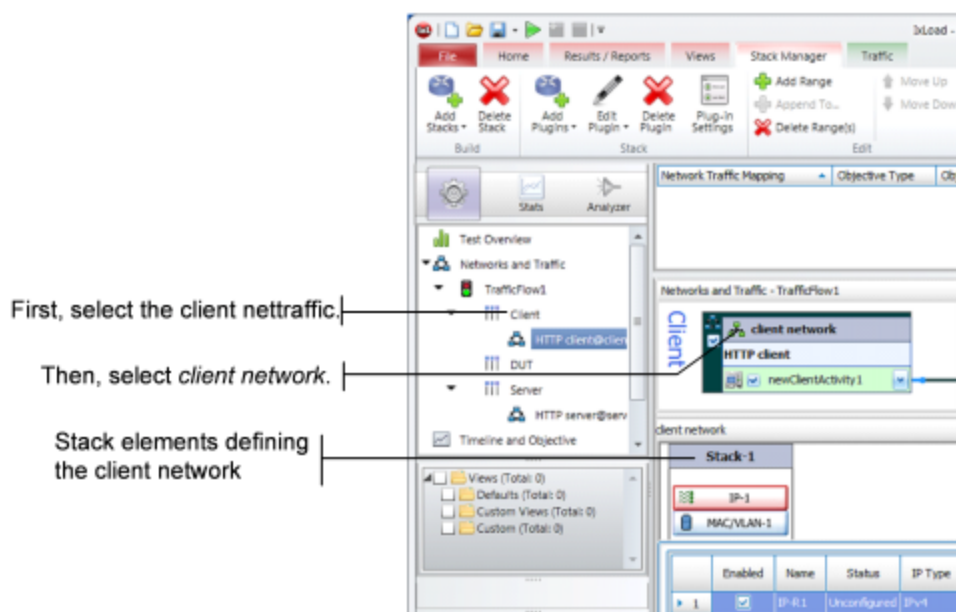 IxLoad -
File Home Results / Reports Views Stack Manager Traffic
Add Stacks Delete Stack Add Plugins Edit Plugin Delete Plugin Plug-In Settings
Add Range
Append To...
Delete Range(s)
Move Up
Move Dow
Build Stack Edit
Network Traffic Mapping Objective Type Ob
Stats Analyzer
Test Overview
Networks and Traffic
TrafficFlow1
Networks and Traffic - TrafficFlow1
First, select the client nettraffic.
Client
HTTP client@clien
DUT
Server
HTTP server@serv
Timeline and Objective
Client
client network
HTTP client
newClientActivity1
Then, select client network.
Stack elements defining
the client network
client network
Stack-1
IP-1
MAC/VLAN-1
Views (Total: 0)
Defaults (Total: 0)
Custom Views (Total: 0)
Custom (Total: 0)
Enabled Name Status IP Type
1 IP-R1 Unconfigured IPv4